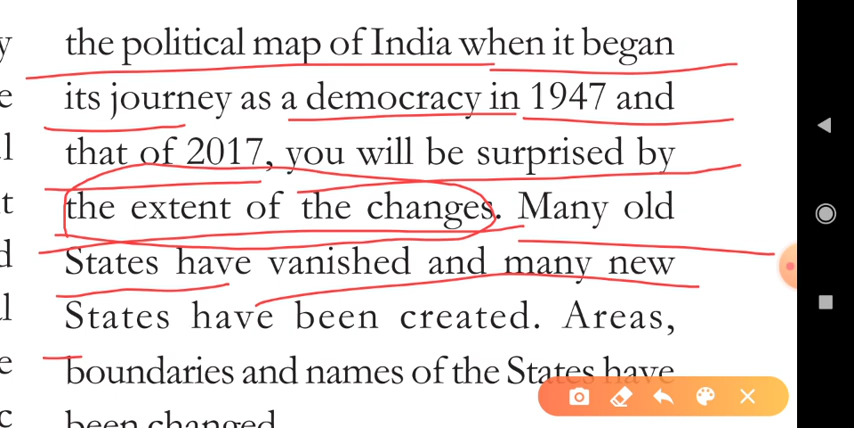 the political map of India when it began
its journey as a democracy in 1947 and
that of 2017, you will be surprised by
the extent of the changes. Many old
States have vanished and many new
States have been created. Areas,
boundaries and names of the States have
been changed